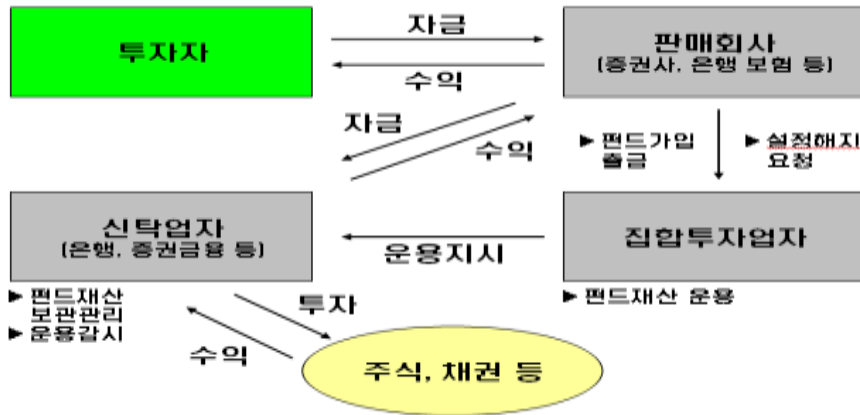 투자자
자금
수익
판매회사
(증권사, 은행 보험 등)
자금
수익
▶ 펀드가입
출금
▶ 설정해지
요청
신탁업자
(은행, 증권금융 등)
운용지시
집합투자업자
▶ 펀드재산
보관관리
▶ 운용감시
투자
수익
▶ 펀드재산 운용
주식, 채권 등